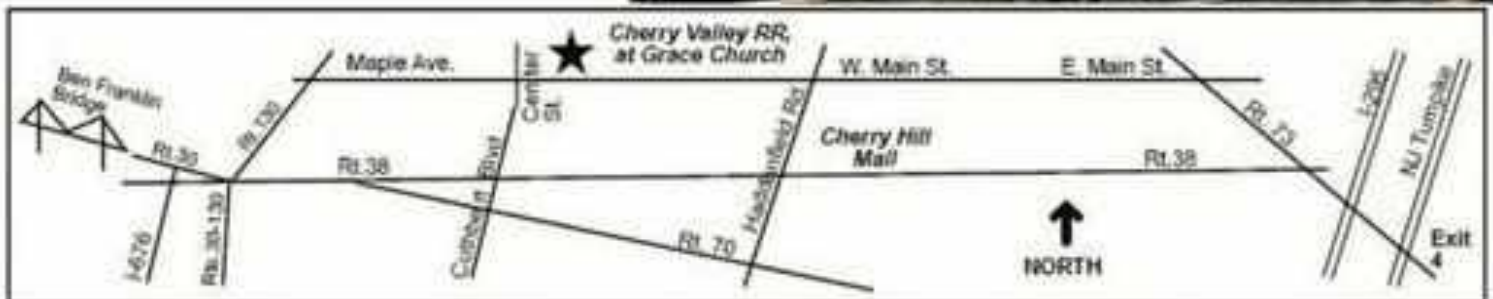 Cherry Valley RR,
at Grace Church
Maple Ave.
Center
St.
W. Main St.
E. Main St.
Ben Franklin
Bridge
Rt. 130
Rt.30
Rt.38
Cherry Hill
Mall
Rt.38
Rt. 73
I-295
NJ Turnpike
Haddonfield Rd
Cuthbert Blvd
I-676
Rts. 30-130
Rt. 70
NORTH
Exit
4